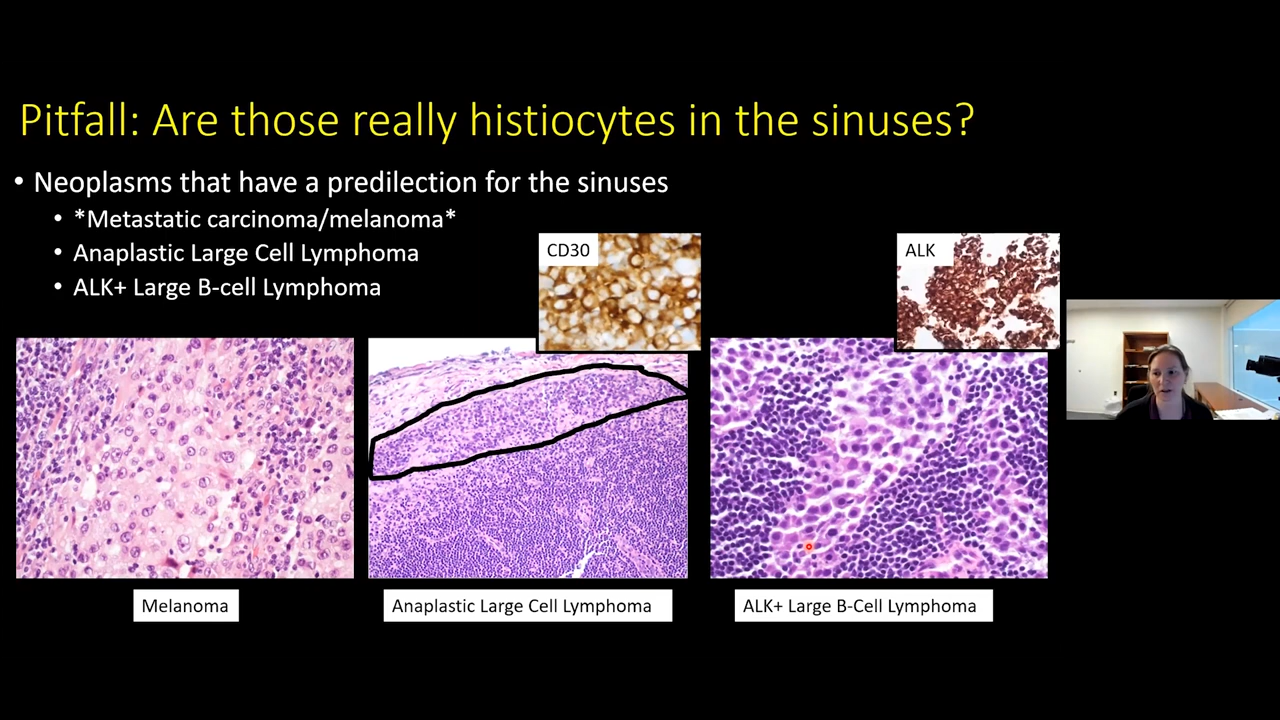 Pitfall: Are those really histiocytes in the sinuses?
• Neoplasms that have a predilection for the sinuses
• *Metastatic carcinoma/melanoma*
• Anaplastic Large Cell Lymphoma
• ALK+ Large B-cell Lymphoma
CD30
ALK
Melanoma
Anaplastic Large Cell Lymphoma
ALK+ Large B-Cell Lymphoma